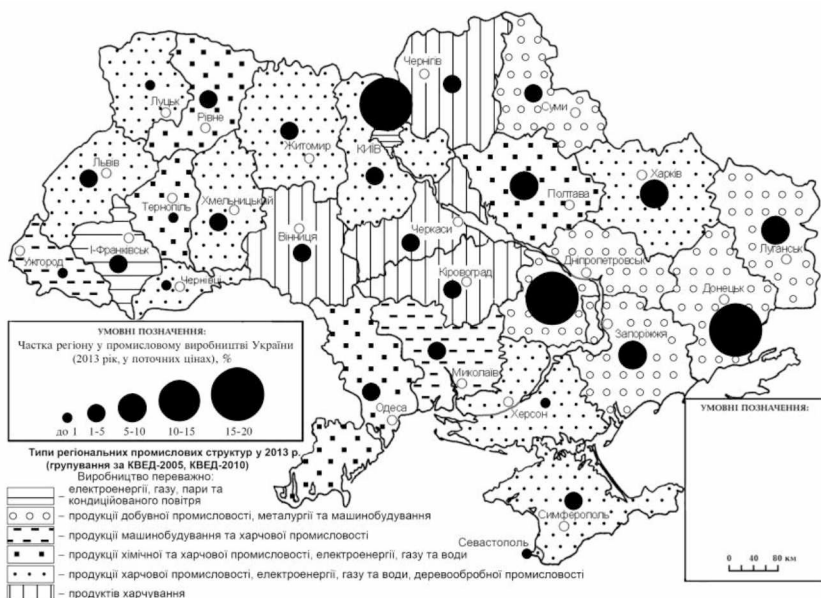 Чернігів
Суми
Луцьк
Рівне
Житомир
КИЇВ
Львів
Тернопіль
Хмельницький
Полтава
Харків
Луганськ
Ужгород
І-Франківськ
Чернівці
Вінниця
Черкаси
Кіровоград
Дніпропетровськ
Донецьк
Запоріжжя
Миколаїв
Одеса
Херсон
Симферополь
Севастополь
УМОВНІ ПОЗНАЧЕННЯ:
Частка регіону у промисловому виробництві України
(2013 рік, у поточних цінах), %
до 1 1-5 5-10 10-15 15-20
Типи регіональних промислових структур у 2013 р.
(групування за КВЕД-2005, КВЕД-2010)
Виробництво переважно:
– електроенергії, газу, пари та
кондиційованого повітря
– продукції добувної промисловості, металургії та машинобудування
– продукції машинобудування та харчової промисловості
– продукції хімічної та харчової промисловості, електроенергії, газу та води
– продукції харчової промисловості, електроенергії, газу та води, деревообробної промисловості
– продуктів харчування
УМОВНІ ПОЗНАЧЕННЯ:
0 40 80 км